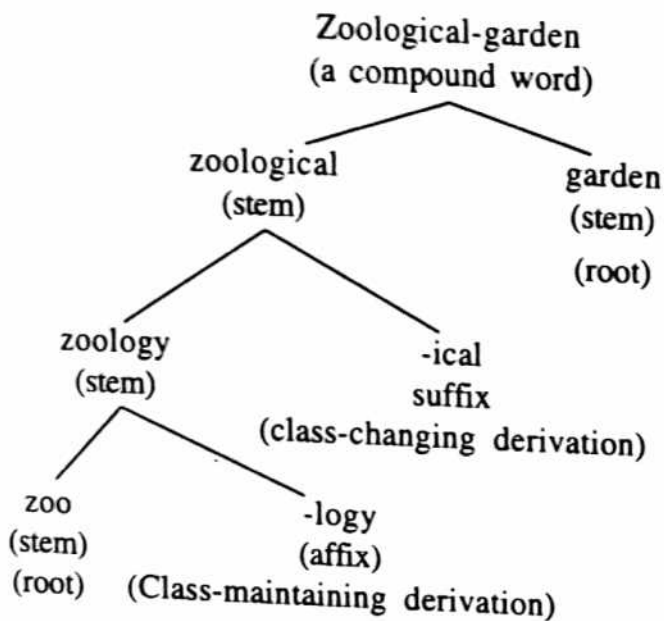 Zoological-garden
(a compound word)
zoological
(stem)
garden
(stem)
(root)
zoology
(stem)
-ical
suffix
(class-changing derivation)
zoo
(stem)
(root)
-logy
(affix)
(Class-maintaining derivation)